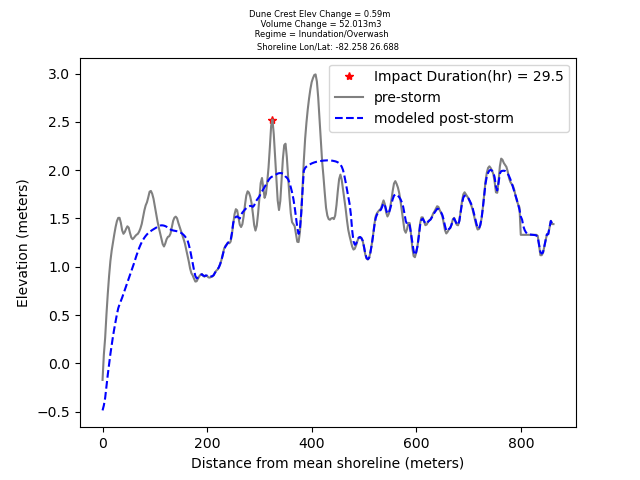 Dune Crest Elev Change = 0.59m
Volume Change = 52.013m3
Regime = Inundation/Overwash
Shoreline Lon/Lat: -82.258 26.688
Impact Duration(hr) = 29.5
pre-storm
modeled post-storm
Elevation (meters)
3.0
2.5
2.0
1.5
1.0
0.5
0.0
−0.5
0
200
400
600
800
Distance from mean shoreline (meters)